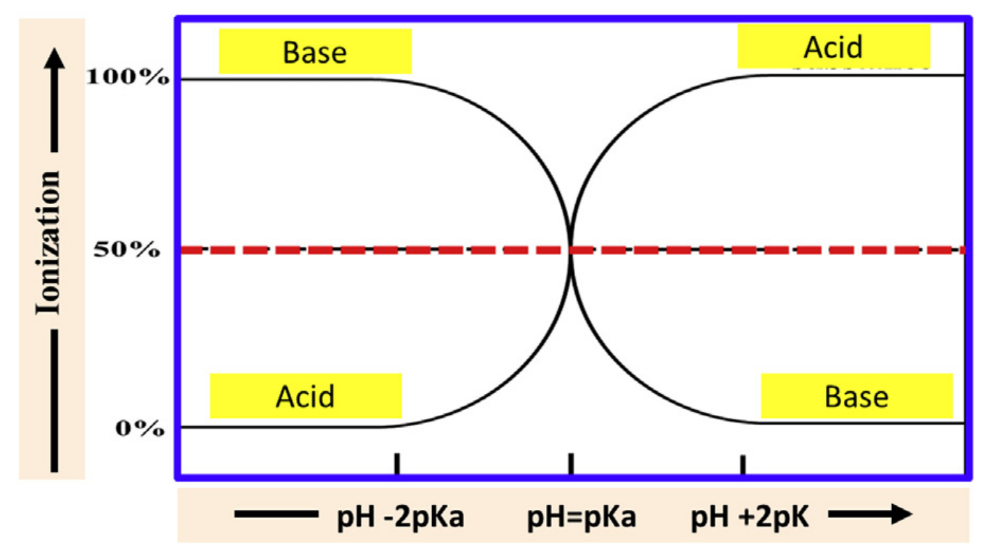 Base
Acid
100%
50%
Ionization
Acid
Base
0%
pH -2pKa
pH=pKa
pH +2pK